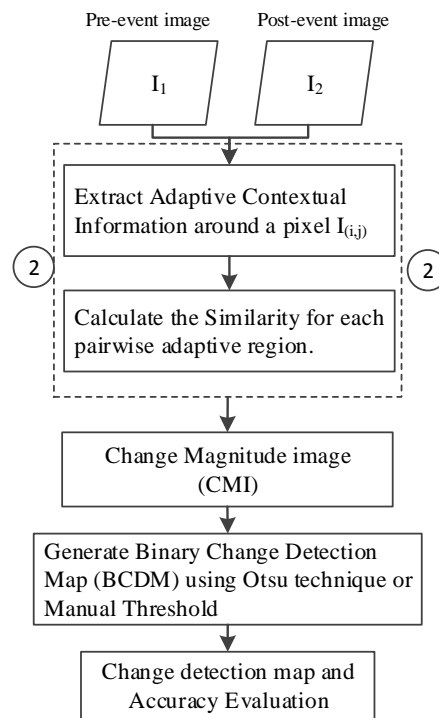 Pre-event image
Post-event image
I1
I2
Extract Adaptive Contextual
Information around a pixel I(i,j)
2
2
Calculate the Similarity for each
pairwise adaptive region.
Change Magnitude image
(CMI)
Generate Binary Change Detection
Map (BCDM) using Otsu technique or
Manual Threshold
Change detection map and
Accuracy Evaluation